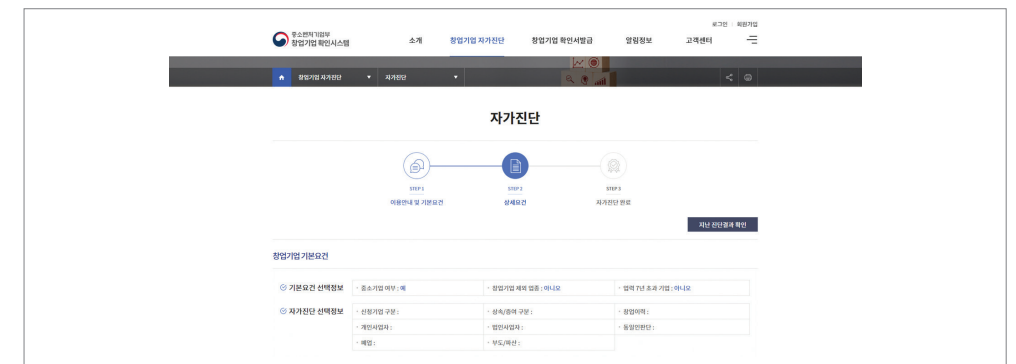 로그인 회원가입
중소벤처기업부
창업기업 확인시스템
소개 창업기업 자가진단 창업기업 확인서발급 알림정보 고객센터
창업기업 자가진단 ▼ 자가진단 ▼
자가진단
STEP 1 STEP 2 STEP 3
이용안내 및 기본요건 상세요건 자가진단 완료
지난 진단결과 확인
창업기업 기본요건
기본요건 선택정보 · 중소기업 여부 : 예 · 창업기업 제외 업종 : 아니오 · 업력 7년 초과 기업 : 아니오
자가진단 선택정보 · 신청기업 구분 : · 상속/증여 구분 : · 창업이력 :
· 개인사업자 : · 법인사업자 : · 동일인판단 :
· 폐업 : · 부도/파산 :